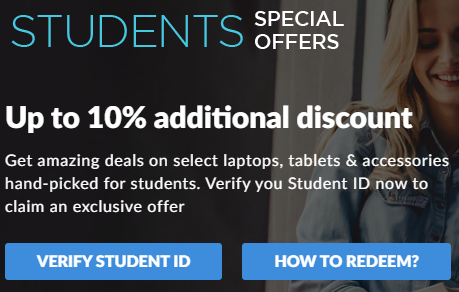 STUDENTS SPECIAL
OFFERS
Up to 10% additional discount
Get amazing deals on select laptops, tablets & accessories
hand-picked for students. Verify you Student ID now to
claim an exclusive offer
VERIFY STUDENT ID HOW TO REDEEM?